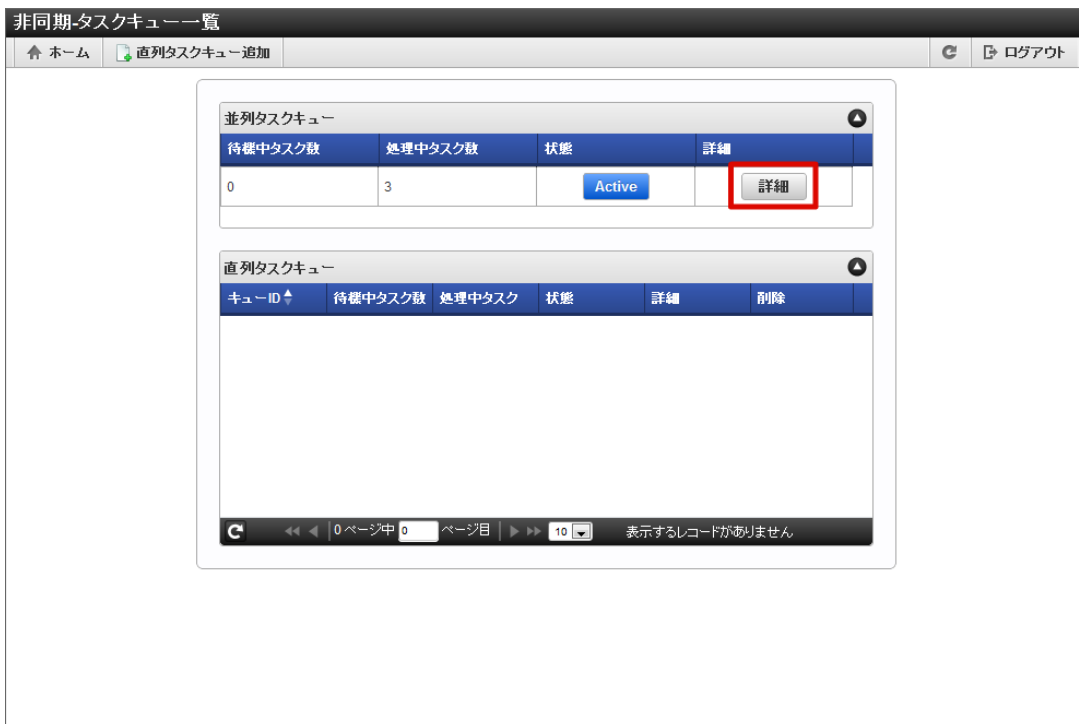 非同期-タスクキュー一覧
ホーム 直列タスクキュー追加 ログアウト
並列タスクキュー
待機中タスク数 処理中タスク数 状態 詳細
0 3 Active 詳細
直列タスクキュー
キューID 待機中タスク数 処理中タスク 状態 詳細 削除
0 ページ中 0 ページ目 10 表示するレコードがありません